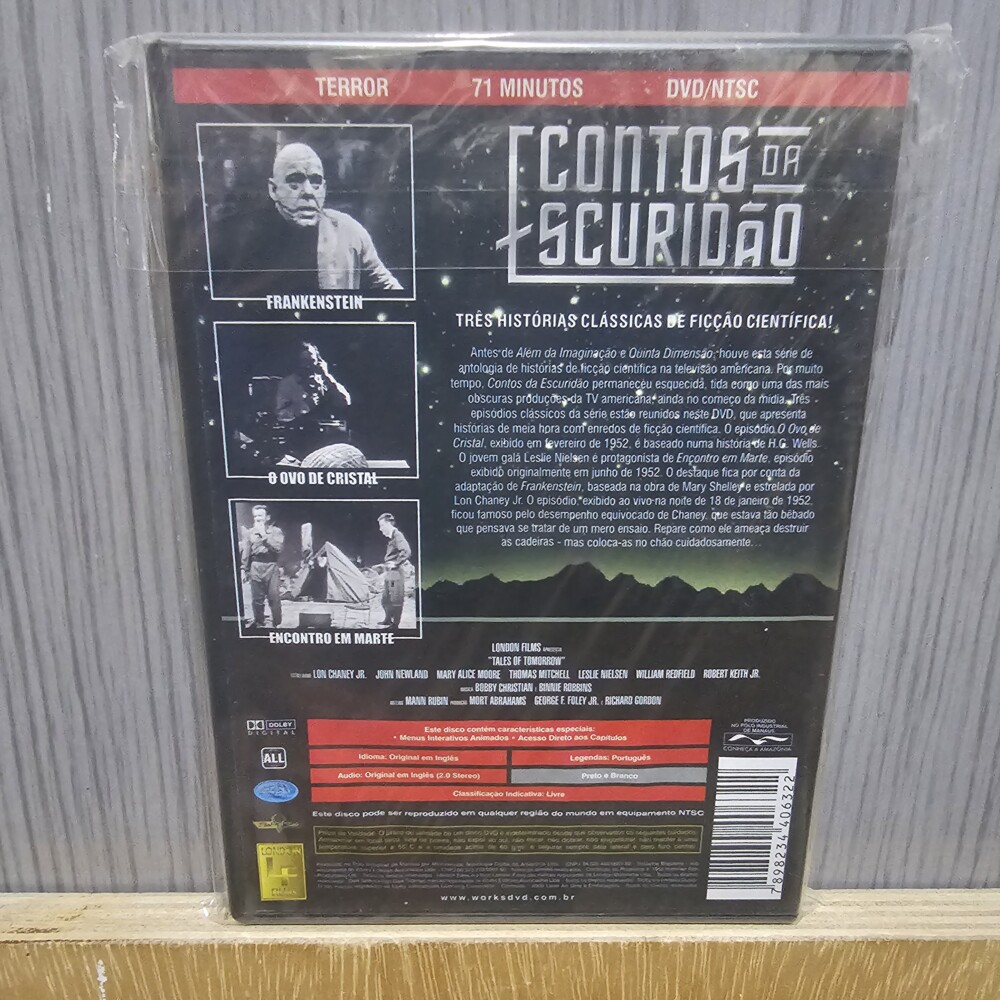 TERROR 71 MINUTOS DVD/NTSC
CONTOS DA
ESCURIDÃO
FRANKENSTEIN
O OVO DE CRISTAL
ENCONTRO EM MARTE
TRÊS HISTÓRIAS CLÁSSICAS DE FICÇÃO CIENTÍFICA!
Antes de Além da Imaginação e Quinta Dimensão, houve esta série de
antologia de histórias de ficção científica na televisão americana. Por muito
tempo, Contos da Escuridão permaneceu esquecida, tida como uma das mais
obscuras produções da TV americana, ainda no começo da mídia. Três
episódios clássicos da série estão reunidos neste DVD, que apresenta
histórias de meia hora com enredos de ficção científica. O episódio O Ovo de
Cristal, exibido em fevereiro de 1952, é baseado numa história de H.G. Wells.
O jovem galã Leslie Nielsen é protagonista de Encontro em Marte, episódio
exibido originalmente em junho de 1952. O destaque fica por conta da
adaptação de Frankenstein, baseada na obra de Mary Shelley e estrelada por
Lon Chaney Jr. O episódio, exibido ao vivo na noite de 18 de janeiro de 1952,
ficou famoso pelo desempenho equivocado de Chaney, que estava tão bêbado
que pensava se tratar de um mero ensaio. Repare como ele ameaça destruir
as cadeiras - mas coloca-as no chão cuidadosamente...
LONDON FILMS APRESENTA
"TALES OF TOMORROW"
LON CHANEY JR. JOHN NEWLAND MARY ALICE MOORE THOMAS MITCHELL LESLIE NIELSEN WILLIAM REDFIELD ROBERT KEITH JR.
MÚSICA BOBBY CHRISTIAN E BINNIE ROBBINS
MANN RUBIN MORT ABRAHAMS GEORGE F. FOLEY JR. E RICHARD GORDON
DOLBY
DIGITAL
ALL
Este disco contém características especiais:
• Menus Interativos Animados • Acesso Direto aos Capítulos
Idioma: Original em Inglês Legendas: Português
Audio: Original em Inglês (2.0 Stereo) Preto e Branco
Classificação Indicativa: Livre
Este disco pode ser reproduzido em qualquer região do mundo em equipamento NTSC
PRODUZIDO
NO PÓLO INDUSTRIAL
DE MANAUS
CONHEÇA A AMAZÔNIA
LONDON
www.worksdvd.com.br
7 898234 406322